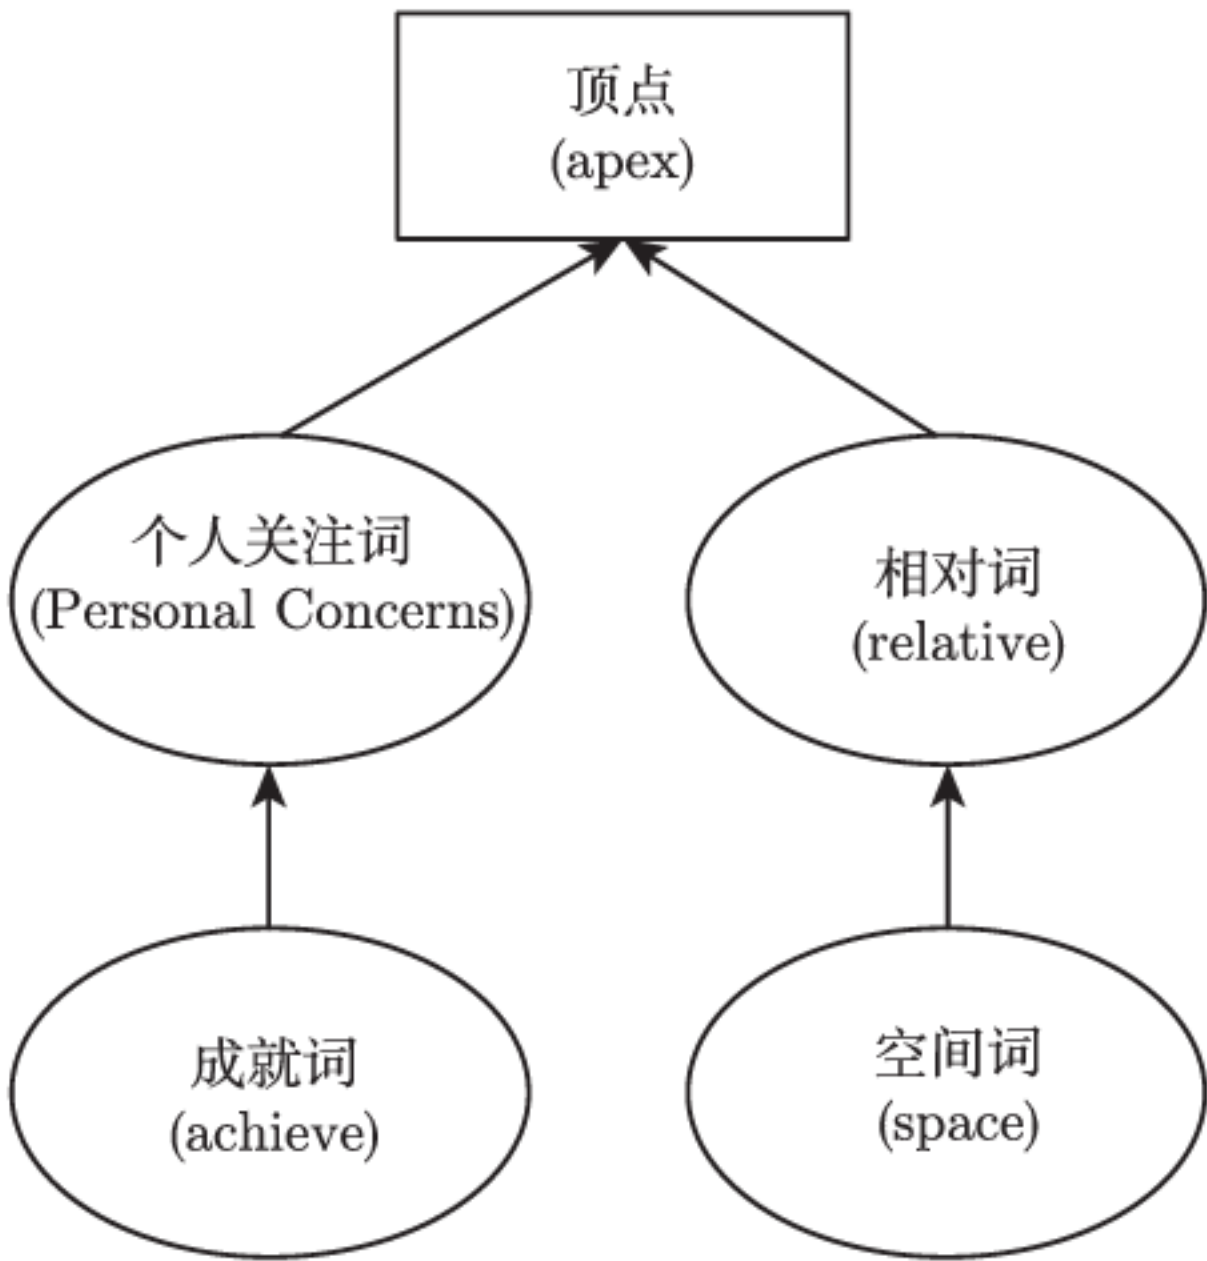 顶点
(apex)
个人关注词
(Personal Concerns)
相对词
(relative)
成就词
(achieve)
空间词
(space)